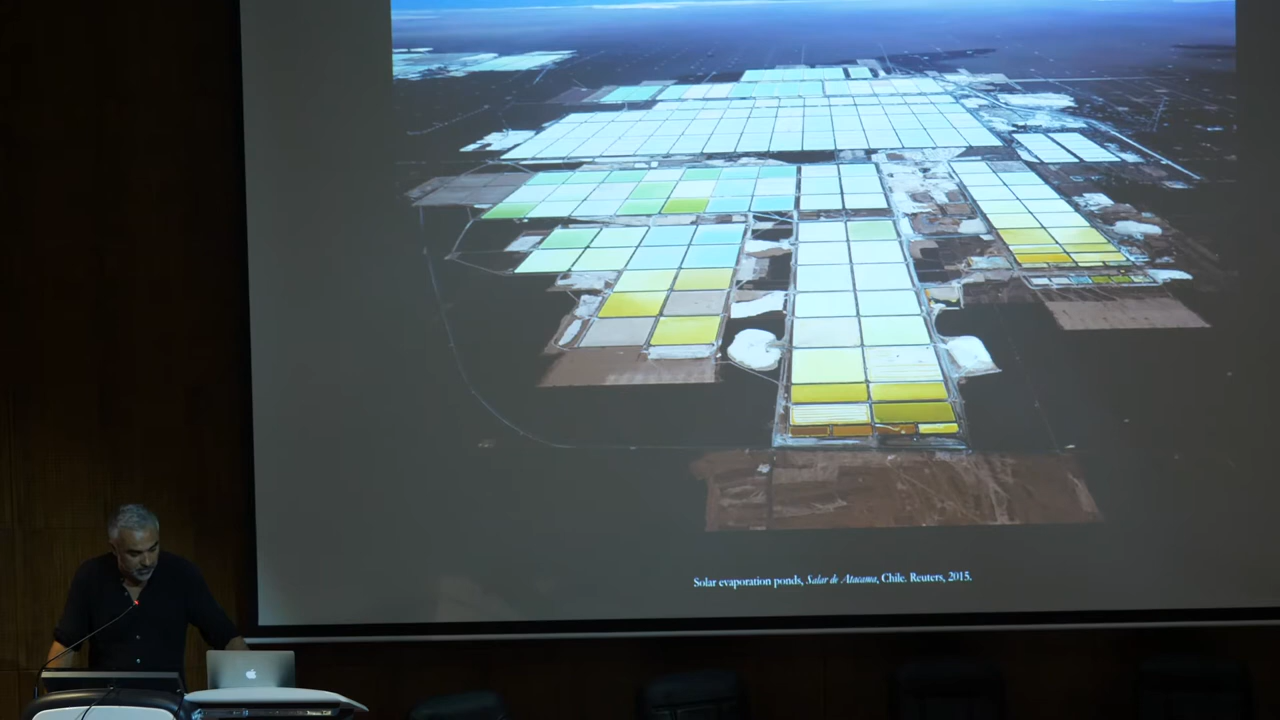 Solar evaporation ponds, Salar de Atacama, Chile. Reuters, 2015.